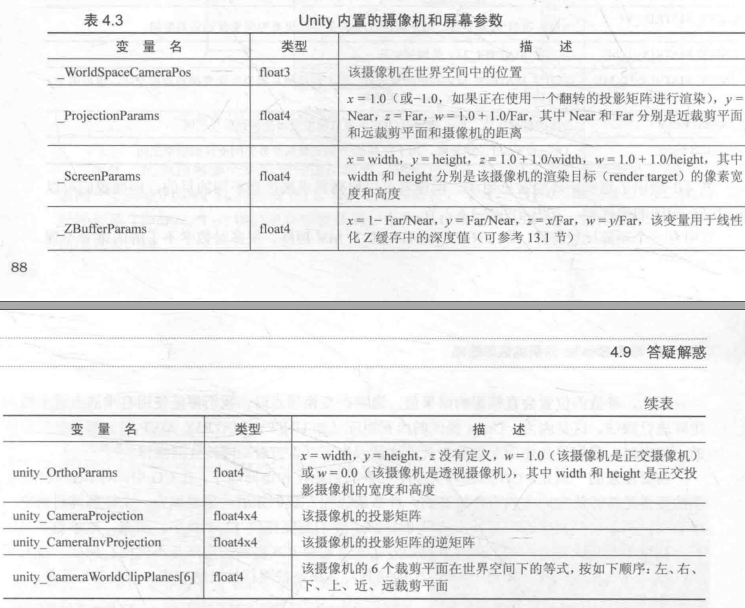 表 4.3 Unity 内置的摄像机和屏幕参数
变 量 名 类型 描 述
_WorldSpaceCameraPos float3 该摄像机在世界空间中的位置
_ProjectionParams float4 x = 1.0（或−1.0，如果正在使用一个翻转的投影矩阵进行渲染），y =
Near，z = Far，w = 1.0 + 1.0/Far，其中 Near 和 Far 分别是近裁剪平面
和远裁剪平面和摄像机的距离
_ScreenParams float4 x = width，y = height，z = 1.0 + 1.0/width，w = 1.0 + 1.0/height，其中
width 和 height 分别是该摄像机的渲染目标（render target）的像素宽
度和高度
_ZBufferParams float4 x = 1− Far/Near，y = Far/Near，z = x/Far，w = y/Far，该变量用于线性
化 Z 缓存中的深度值（可参考 13.1 节）
88
4.9 答疑解惑
续表
变 量 名 类型 描 述
unity_OrthoParams float4 x = width，y = height，z 没有定义，w = 1.0（该摄像机是正交摄像机）
或 w = 0.0（该摄像机是透视摄像机），其中 width 和 height 是正交投
影摄像机的宽度和高度
unity_CameraProjection float4x4 该摄像机的投影矩阵
unity_CameraInvProjection float4x4 该摄像机的投影矩阵的逆矩阵
unity_CameraWorldClipPlanes[6] float4 该摄像机的 6 个裁剪平面在世界空间下的等式，按如下顺序：左、右、
下、上、近、远裁剪平面